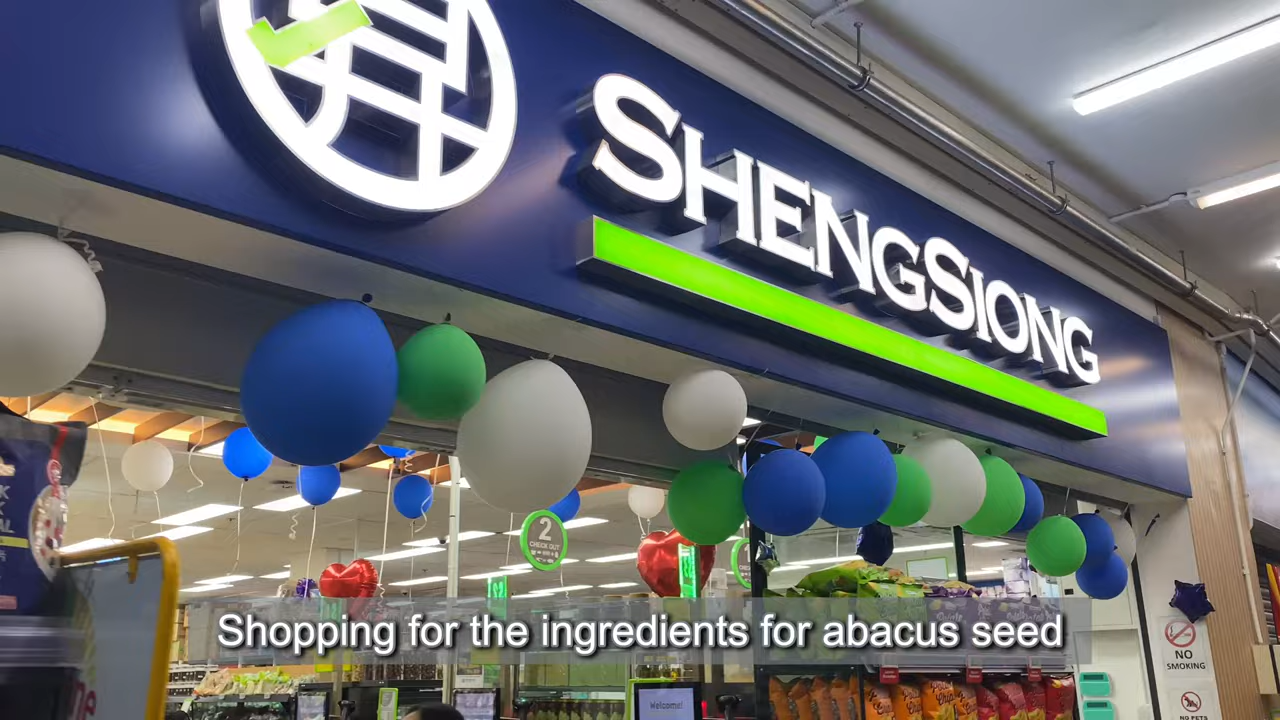 SHENGSIONG
2
CHECK OUT
Shopping for the ingredients for abacus seed
Welcome!
NO
SMOKING
NO PETS